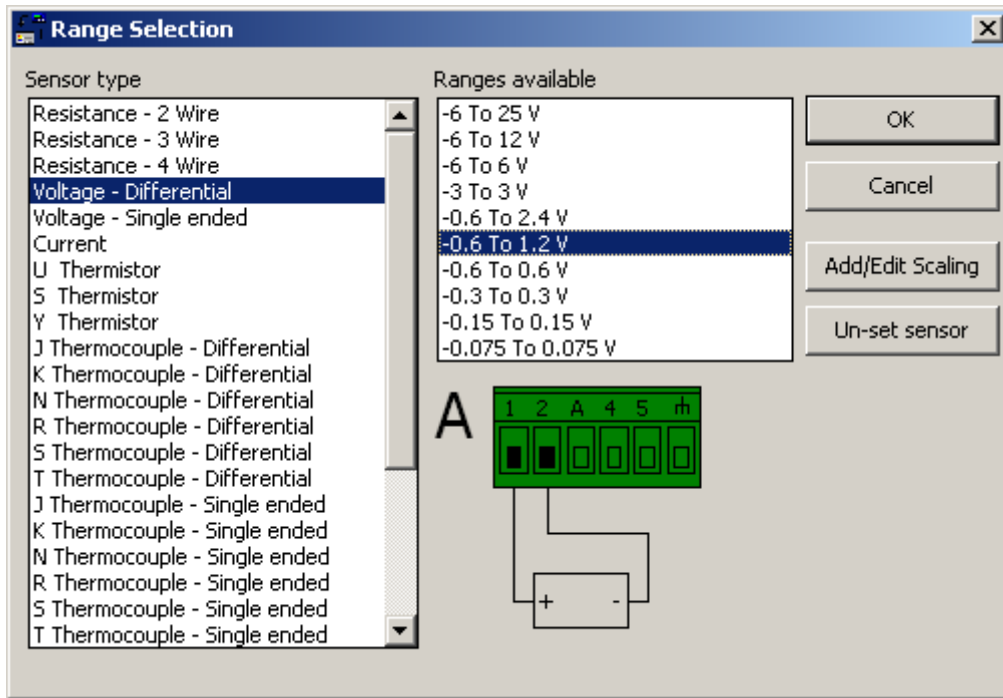 Range Selection
Sensor type
Resistance - 2 Wire
Resistance - 3 Wire
Resistance - 4 Wire
Voltage - Differential
Voltage - Single ended
Current
U Thermistor
S Thermistor
Y Thermistor
J Thermocouple - Differential
K Thermocouple - Differential
N Thermocouple - Differential
R Thermocouple - Differential
S Thermocouple - Differential
T Thermocouple - Differential
J Thermocouple - Single ended
K Thermocouple - Single ended
N Thermocouple - Single ended
R Thermocouple - Single ended
S Thermocouple - Single ended
T Thermocouple - Single ended
Ranges available
-6 To 25 V
-6 To 12 V
-6 To 6 V
-3 To 3 V
-0.6 To 2.4 V
-0.6 To 1.2 V
-0.6 To 0.6 V
-0.3 To 0.3 V
-0.15 To 0.15 V
-0.075 To 0.075 V
OK
Cancel
Add/Edit Scaling
Un-set sensor
A
1 2 A 4 5
+ -